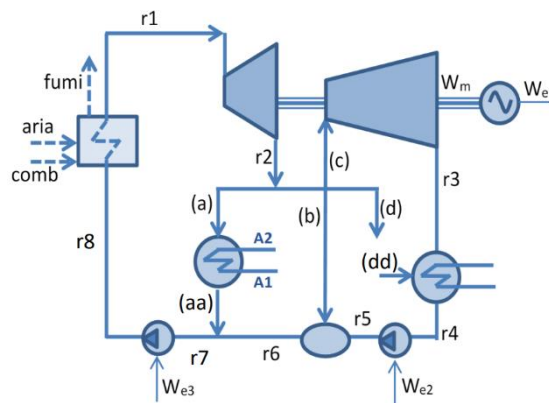 r1
fumi
Wm
We
aria
comb
r2
(c)
r3
(a)
(b)
(d)
r8
A2
A1
(dd)
(aa)
r5
r4
r7
r6
We3
We2